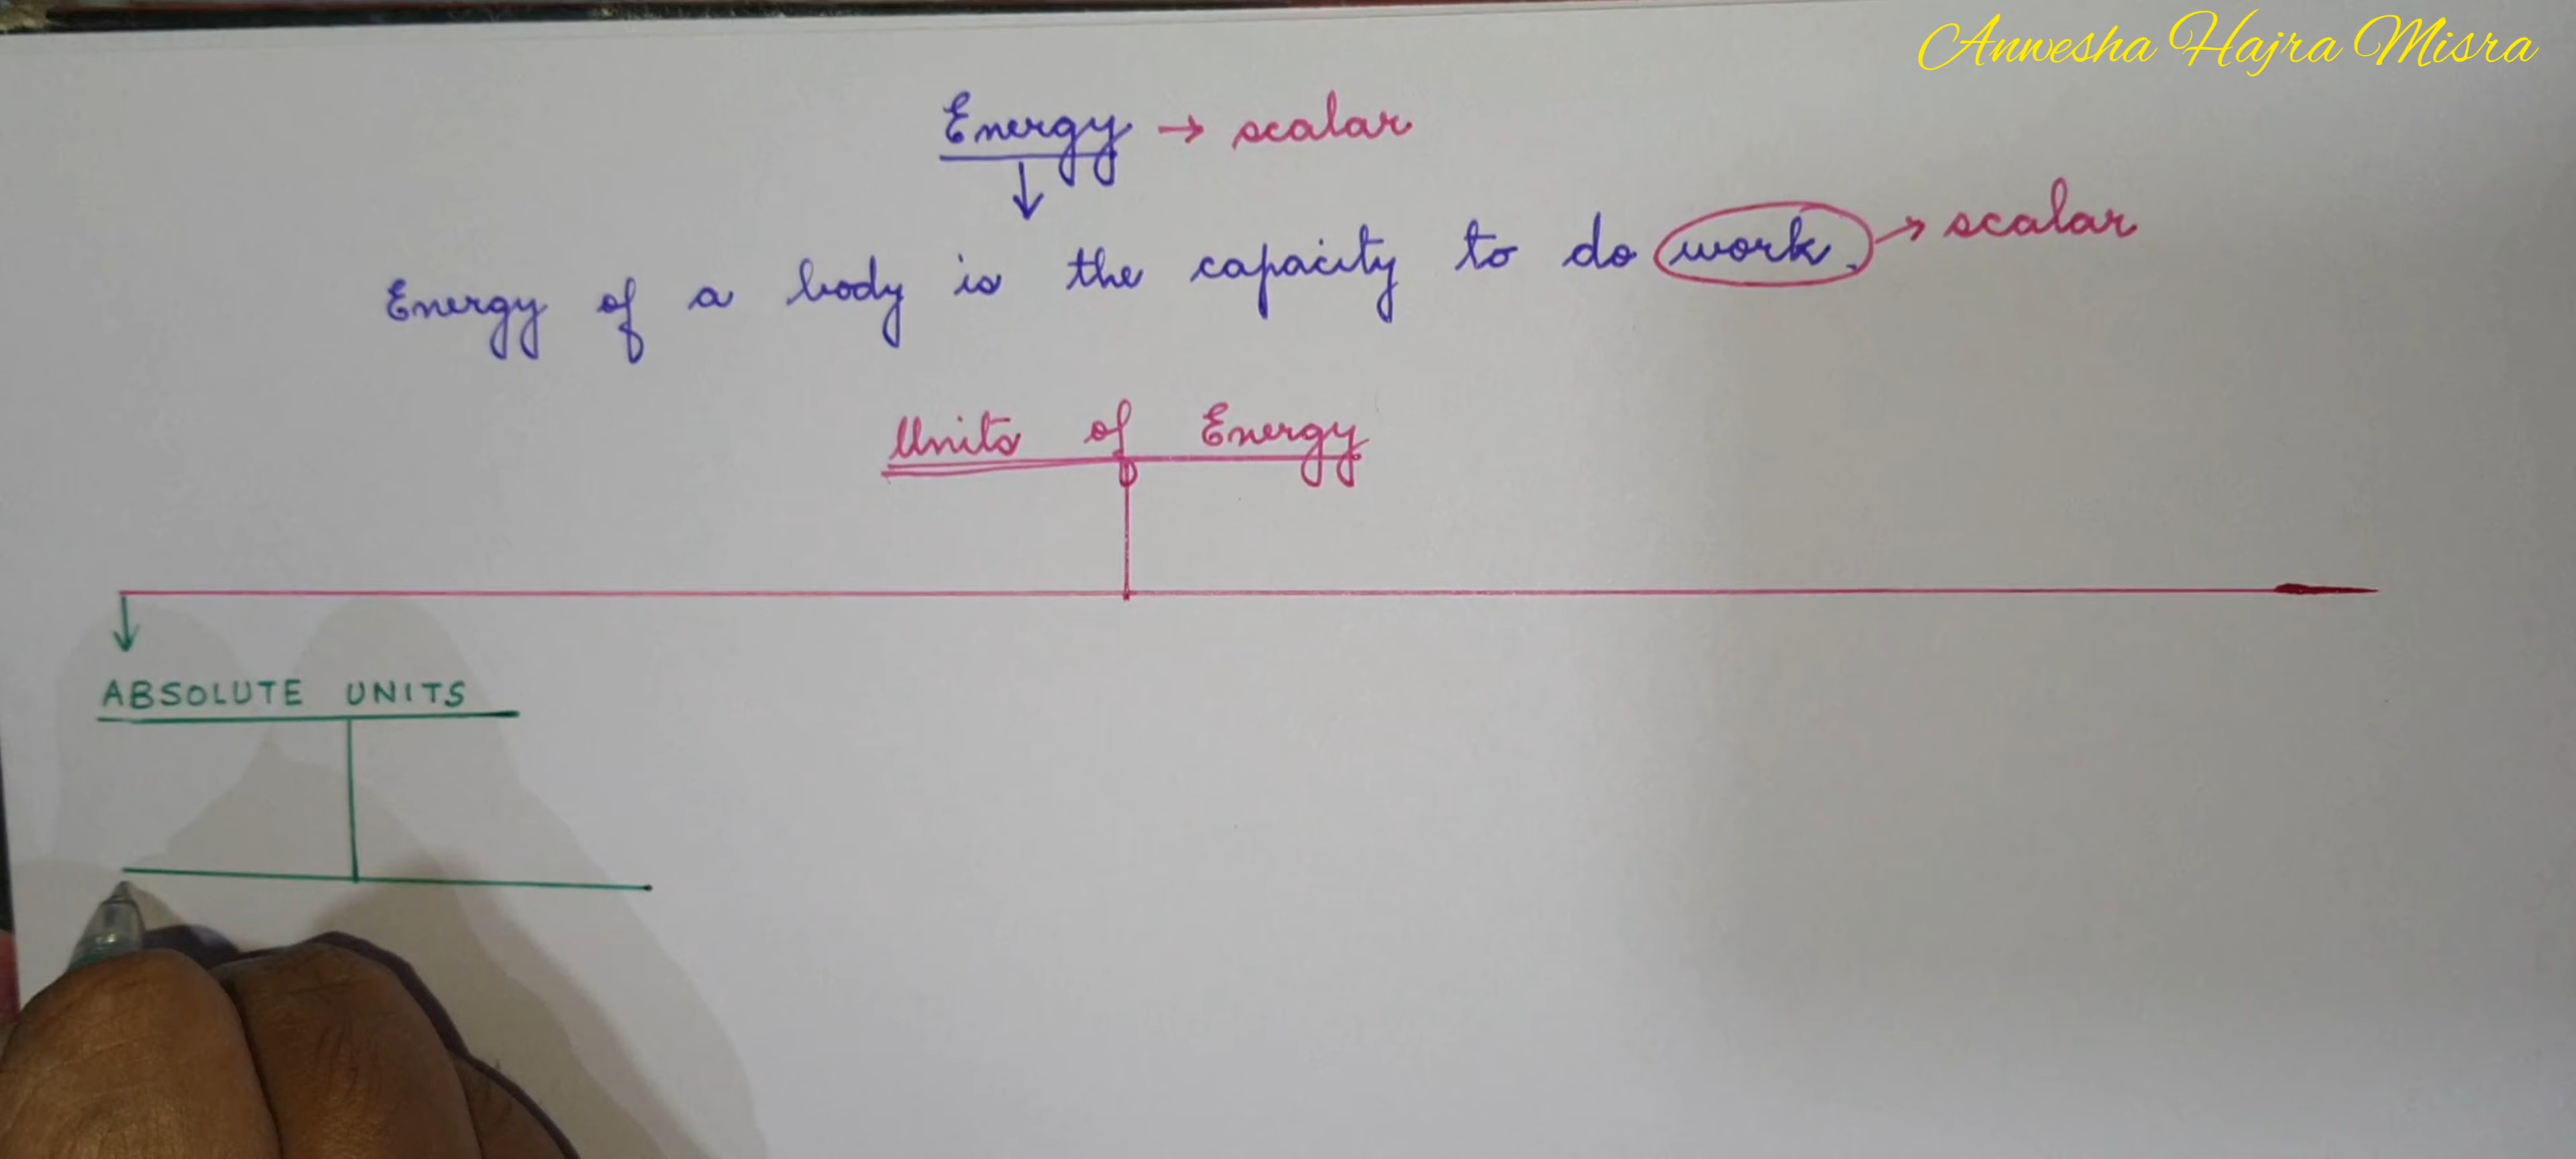 Anwesha Hajra Misra
Energy → scalar
Energy of a body is the capacity to do work. → scalar
Units of Energy
ABSOLUTE UNITS